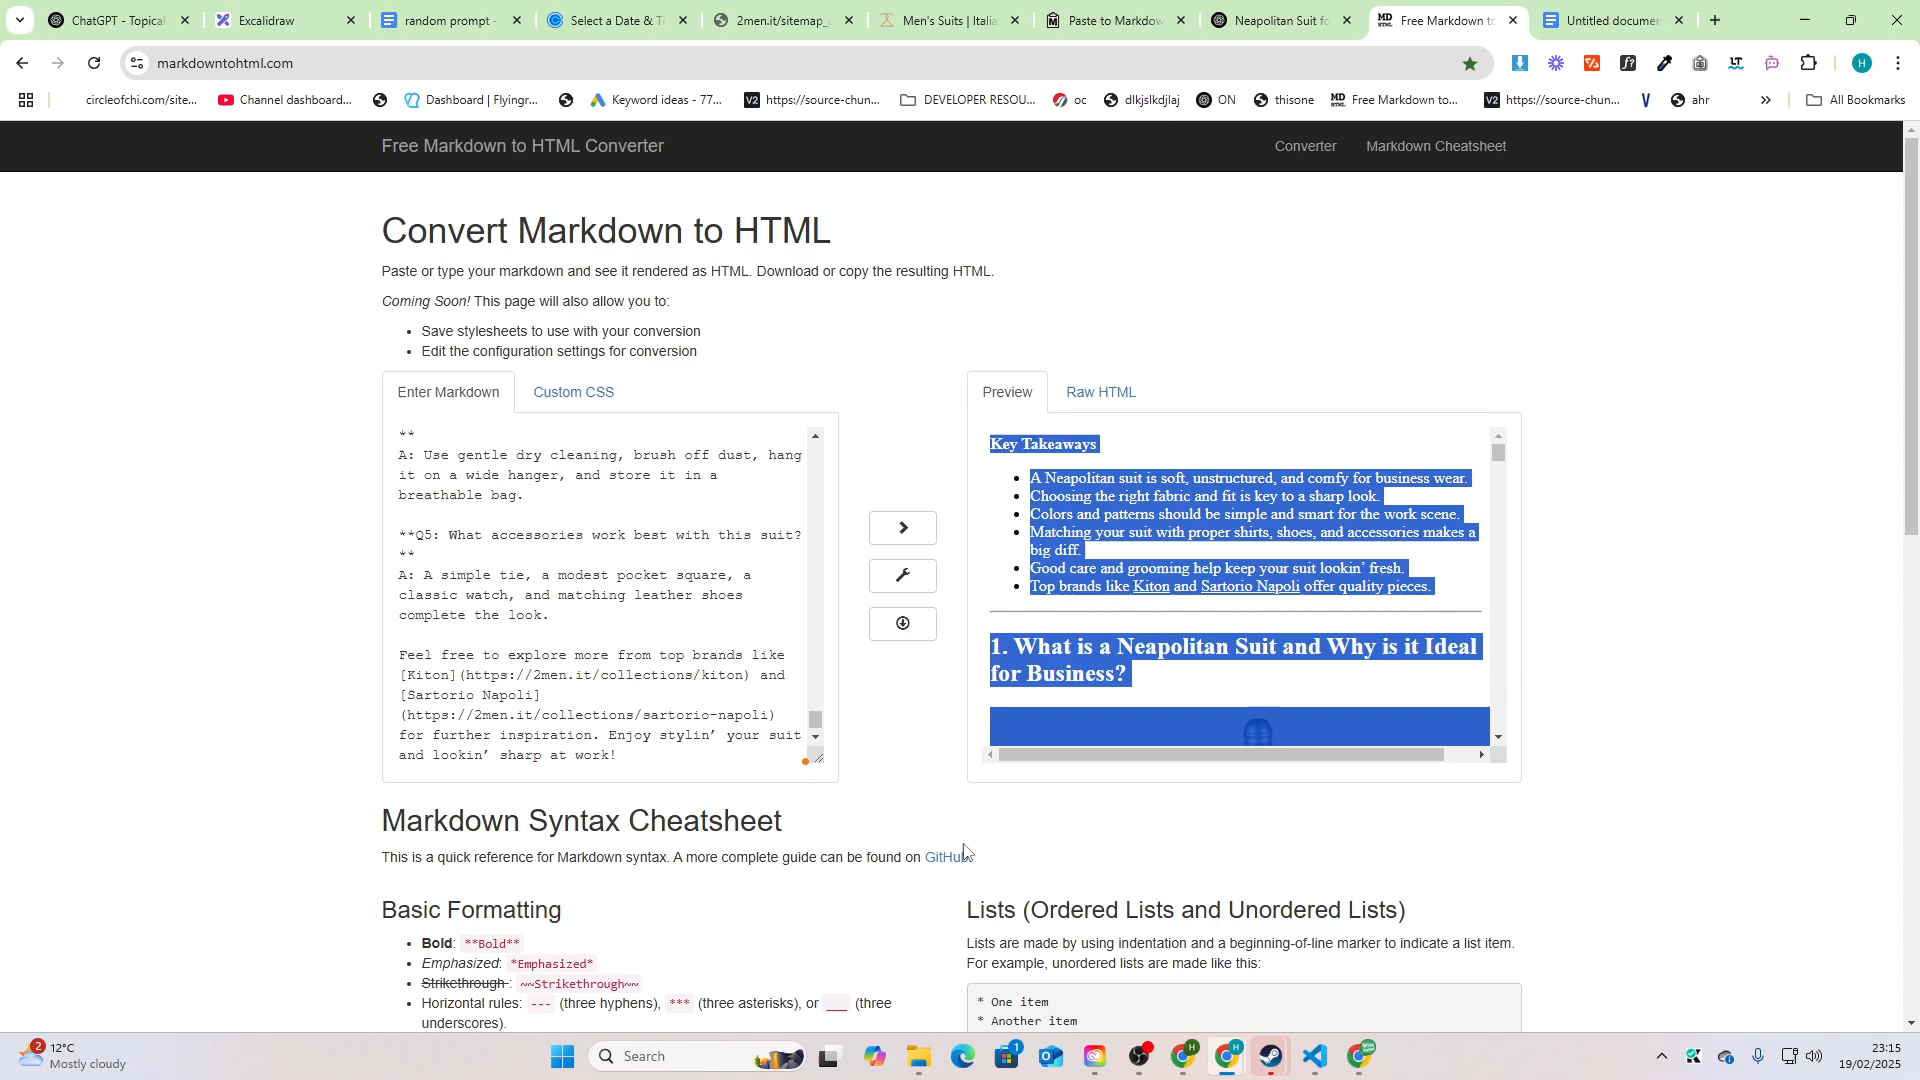 ChatGPT - Topical
Excalidraw
random prompt -
Select a Date & Ti
2men.it/sitemap_
Men's Suits | Italia
Paste to Markdow
Neapolitan Suit fo
Free Markdown to
Untitled documen
markdowntohtml.com
circleofchi.com/site...
Channel dashboard...
Dashboard | Flyingr...
Keyword ideas - 77...
https://source-chun...
DEVELOPER RESOU...
oc
dlkjslkdjlaj
ON
thisone
Free Markdown to...
https://source-chun...
ahr
All Bookmarks
Free Markdown to HTML Converter
Converter
Markdown Cheatsheet
Convert Markdown to HTML
Paste or type your markdown and see it rendered as HTML. Download or copy the resulting HTML.
Coming Soon! This page will also allow you to:
• Save stylesheets to use with your conversion
• Edit the configuration settings for conversion
Enter Markdown
Custom CSS
**
A: Use gentle dry cleaning, brush off dust, hang
it on a wide hanger, and store it in a
breathable bag.
**Q5: What accessories work best with this suit?
**
A: A simple tie, a modest pocket square, a
classic watch, and matching leather shoes
complete the look.
Feel free to explore more from top brands like
[Kiton](https://2men.it/collections/kiton) and
[Sartorio Napoli]
(https://2men.it/collections/sartorio-napoli)
for further inspiration. Enjoy stylin’ your suit
and lookin’ sharp at work!
Preview
Raw HTML
Key Takeaways
• A Neapolitan suit is soft, unstructured, and comfy for business wear.
• Choosing the right fabric and fit is key to a sharp look.
• Colors and patterns should be simple and smart for the work scene.
• Matching your suit with proper shirts, shoes, and accessories makes a
big diff.
• Good care and grooming help keep your suit lookin’ fresh.
• Top brands like Kiton and Sartorio Napoli offer quality pieces.
1. What is a Neapolitan Suit and Why is it Ideal
for Business?
Markdown Syntax Cheatsheet
This is a quick reference for Markdown syntax. A more complete guide can be found on GitHub.
Basic Formatting
• Bold: **Bold**
• Emphasized: *Emphasized*
• Strikethrough: ~~Strikethrough~~
• Horizontal rules: --- (three hyphens), *** (three asterisks), or ___ (three
underscores).
Lists (Ordered Lists and Unordered Lists)
Lists are made by using indentation and a beginning-of-line marker to indicate a list item.
For example, unordered lists are made like this:
* One item
* Another item
2
12°C
Mostly cloudy
Search
1
23:15
19/02/2025